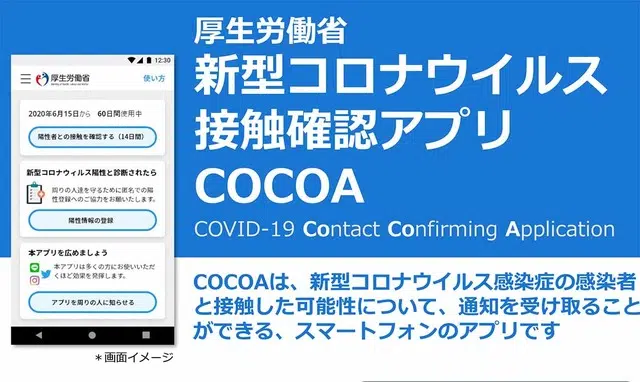 厚生労働省
新型コロナウイルス
接触確認アプリ
COCOA
COVID-19 Contact Confirming Application
COCOAは、新型コロナウイルス感染症の感染者
と接触した可能性について、通知を受け取ること
ができる、スマートフォンのアプリです
12:30
厚生労働省
使い方
2020年6月15日から 60日間使用中
陽性者との接触を確認する（14日間）
新型コロナウィルス陽性と診断されたら
周りの人達を守るために匿名での陽
性登録へのご協力をお願いします。
陽性情報の登録
本アプリを広めましょう
本アプリは多くの方にお使いいただ
くほど効果を発揮します。
アプリを周りの人に知らせる
＊画面イメージ